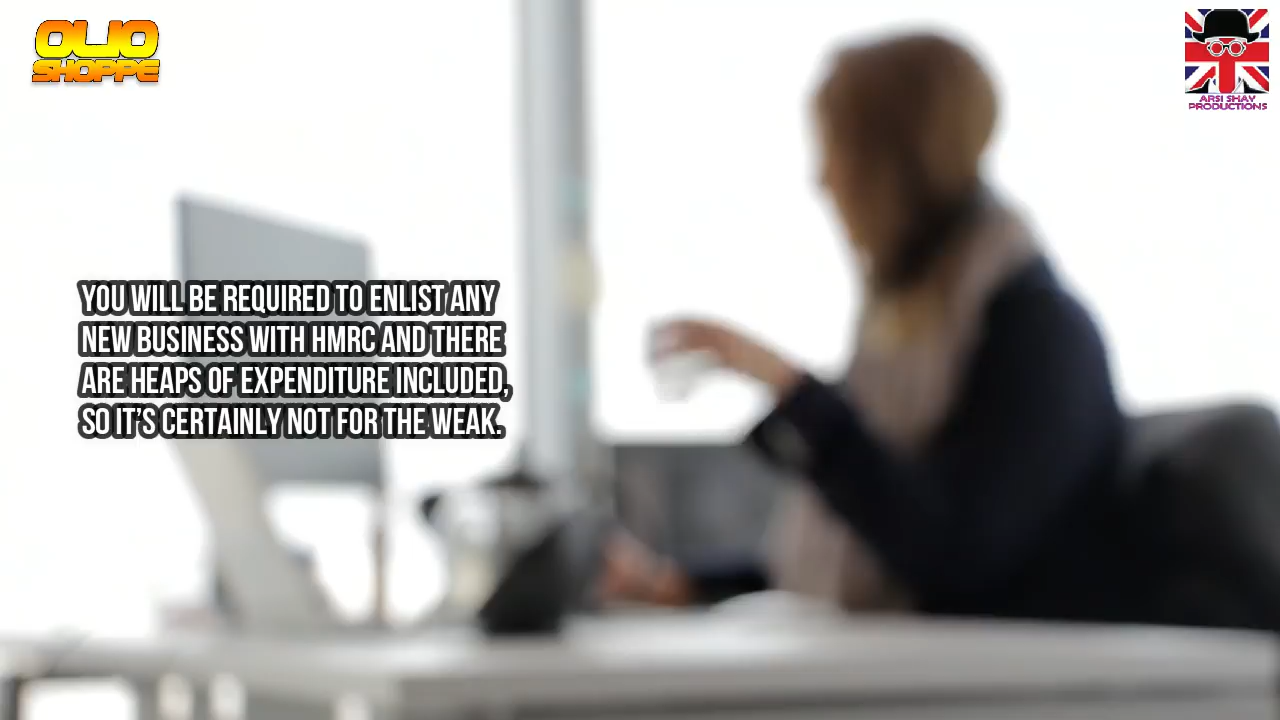 OLIO
SHOPPE
ARSI SHAY
PRODUCTIONS
YOU WILL BE REQUIRED TO ENLIST ANY
NEW BUSINESS WITH HMRC AND THERE
ARE HEAPS OF EXPENDITURE INCLUDED,
SO IT'S CERTAINLY NOT FOR THE WEAK.